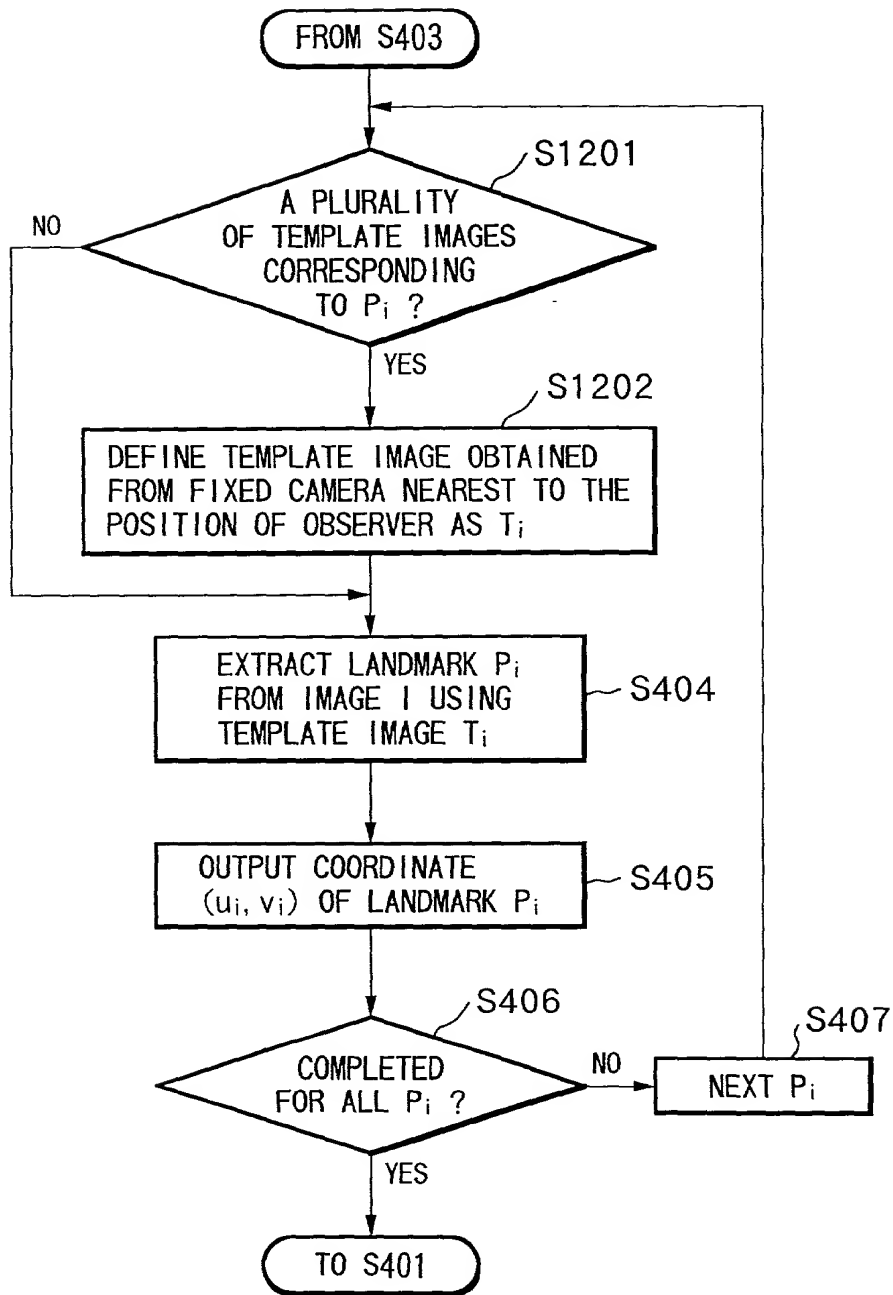 FROM S403
S1201
A PLURALITY
OF TEMPLATE IMAGES
CORRESPONDING
TO Pi ?
NO
YES
S1202
DEFINE TEMPLATE IMAGE OBTAINED
FROM FIXED CAMERA NEAREST TO THE
POSITION OF OBSERVER AS Ti
EXTRACT LANDMARK Pi
FROM IMAGE I USING
TEMPLATE IMAGE Ti
S404
OUTPUT COORDINATE
(ui, vi) OF LANDMARK Pi
S405
S406
COMPLETED
FOR ALL Pi ?
NO
S407
NEXT Pi
YES
TO S401